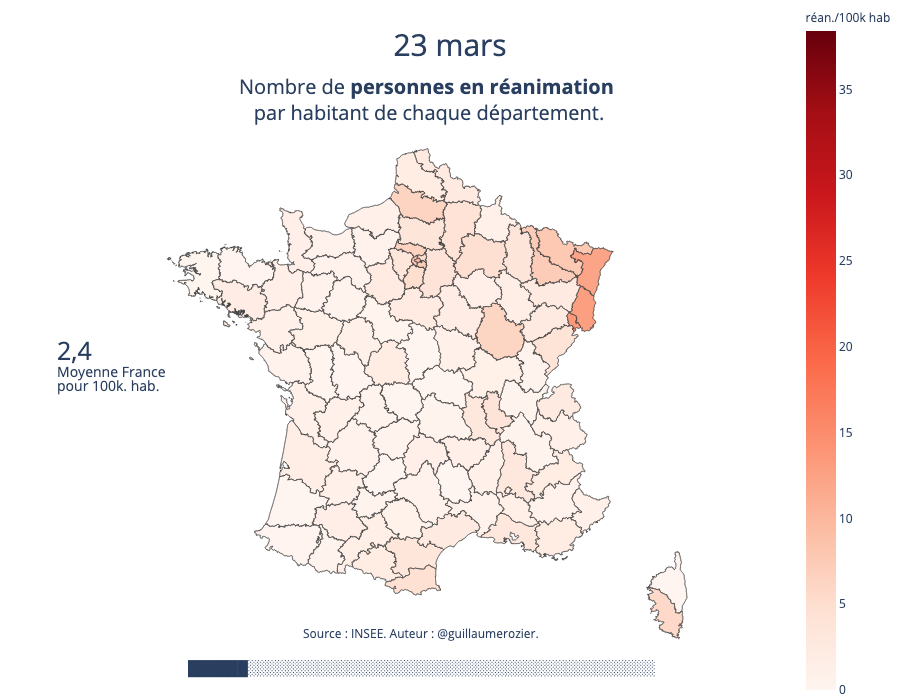 réan./100k hab
23 mars
Nombre de personnes en réanimation
par habitant de chaque département.
35
30
25
20
15
10
5
0
2,4
Moyenne France
pour 100k. hab.
Source : INSEE. Auteur : @guillaumerozier.